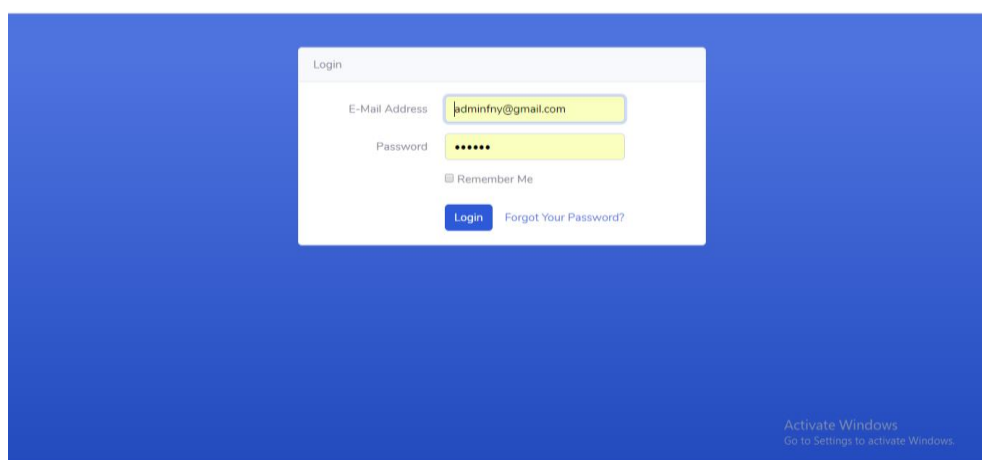 Login
E-Mail Address adminfny@gmail.com
Password ••••••
Remember Me
Login Forgot Your Password?
Activate Windows
Go to Settings to activate Windows.